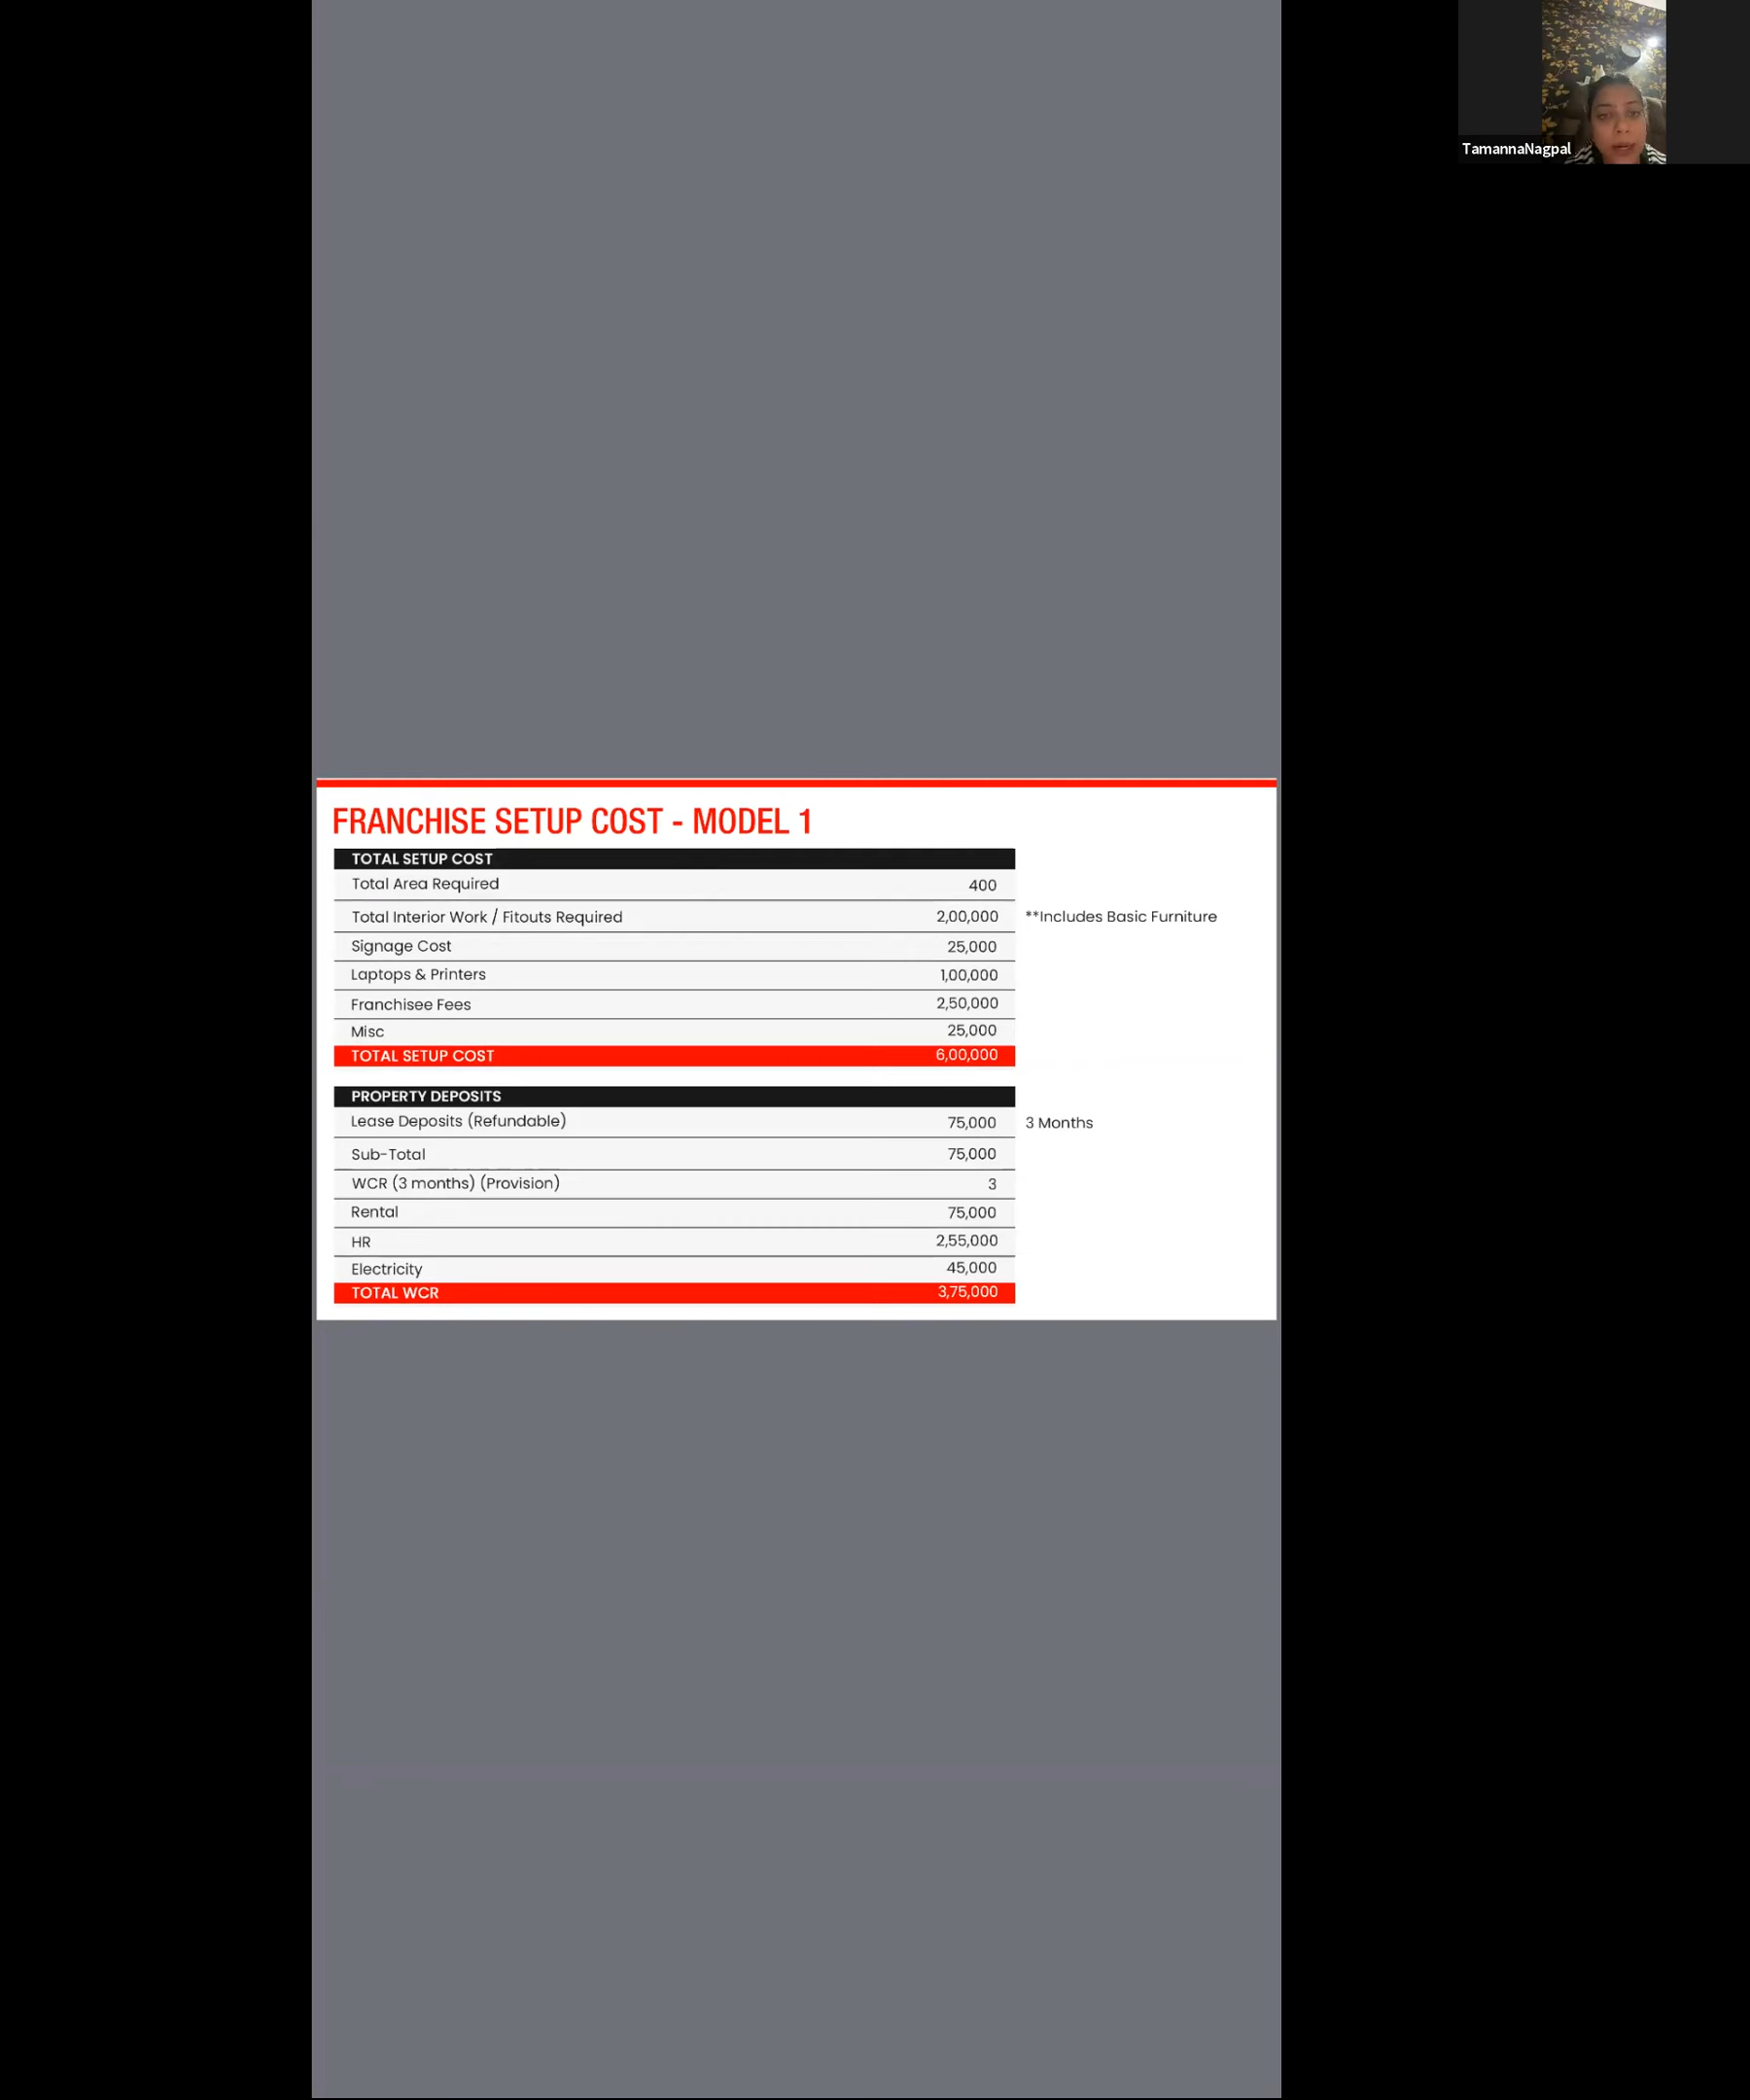 TamannaNagpal
FRANCHISE SETUP COST - MODEL 1
TOTAL SETUP COST
Total Area Required 400
Total Interior Work / Fitouts Required 2,00,000 **Includes Basic Furniture
Signage Cost 25,000
Laptops & Printers 1,00,000
Franchisee Fees 2,50,000
Misc 25,000
TOTAL SETUP COST 6,00,000
PROPERTY DEPOSITS
Lease Deposits (Refundable) 75,000 3 Months
Sub-Total 75,000
WCR (3 months) (Provision) 3
Rental 75,000
HR 2,55,000
Electricity 45,000
TOTAL WCR 3,75,000